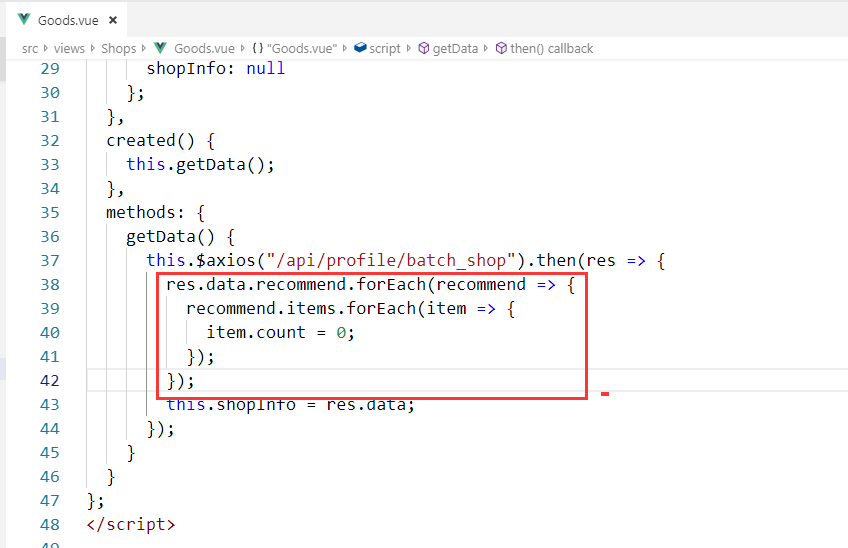 Goods.vue ×
src › views › Shops › Goods.vue › {} "Goods.vue" › script › getData › then() callback
29 shopInfo: null
30 };
31 },
32 created() {
33 this.getData();
34 },
35 methods: {
36 getData() {
37 this.$axios("/api/profile/batch_shop").then(res => {
38 res.data.recommend.forEach(recommend => {
39 recommend.items.forEach(item => {
40 item.count = 0;
41 });
42 });
43 this.shopInfo = res.data;
44 });
45 }
46 }
47 };
48 </script>
49